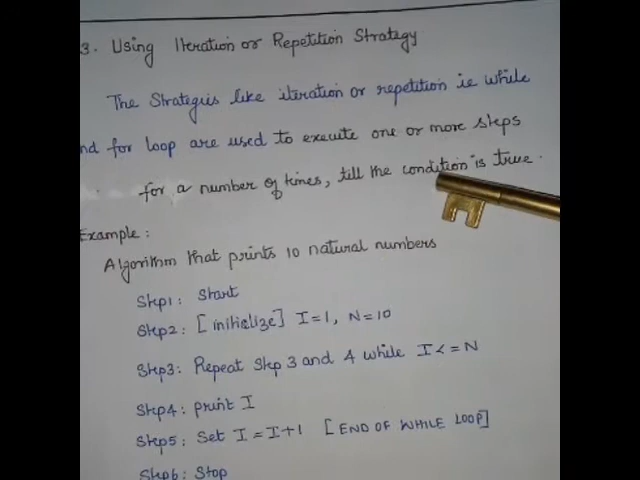 3. Using Iteration or Repetition Strategy
The Strategies like iteration or repetition ie while
nd for loop are used to execute one or more steps
for a number of times, till the condition is true.
Example:
Algorithm that prints 10 natural numbers
Step1: Start
Step2: [initialize] I=1, N=10
Step3: Repeat Step 3 and 4 while I<=N
Step4: print I
Step5: Set I=I+1 [END OF WHILE LOOP]
Step6: Stop